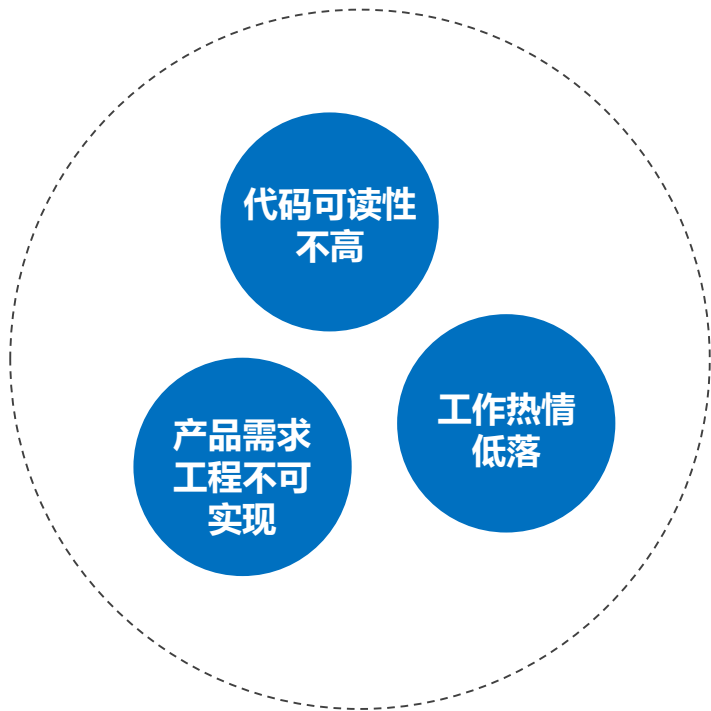 代码可读性
不高
工作热情
低落
产品需求
工程不可
实现